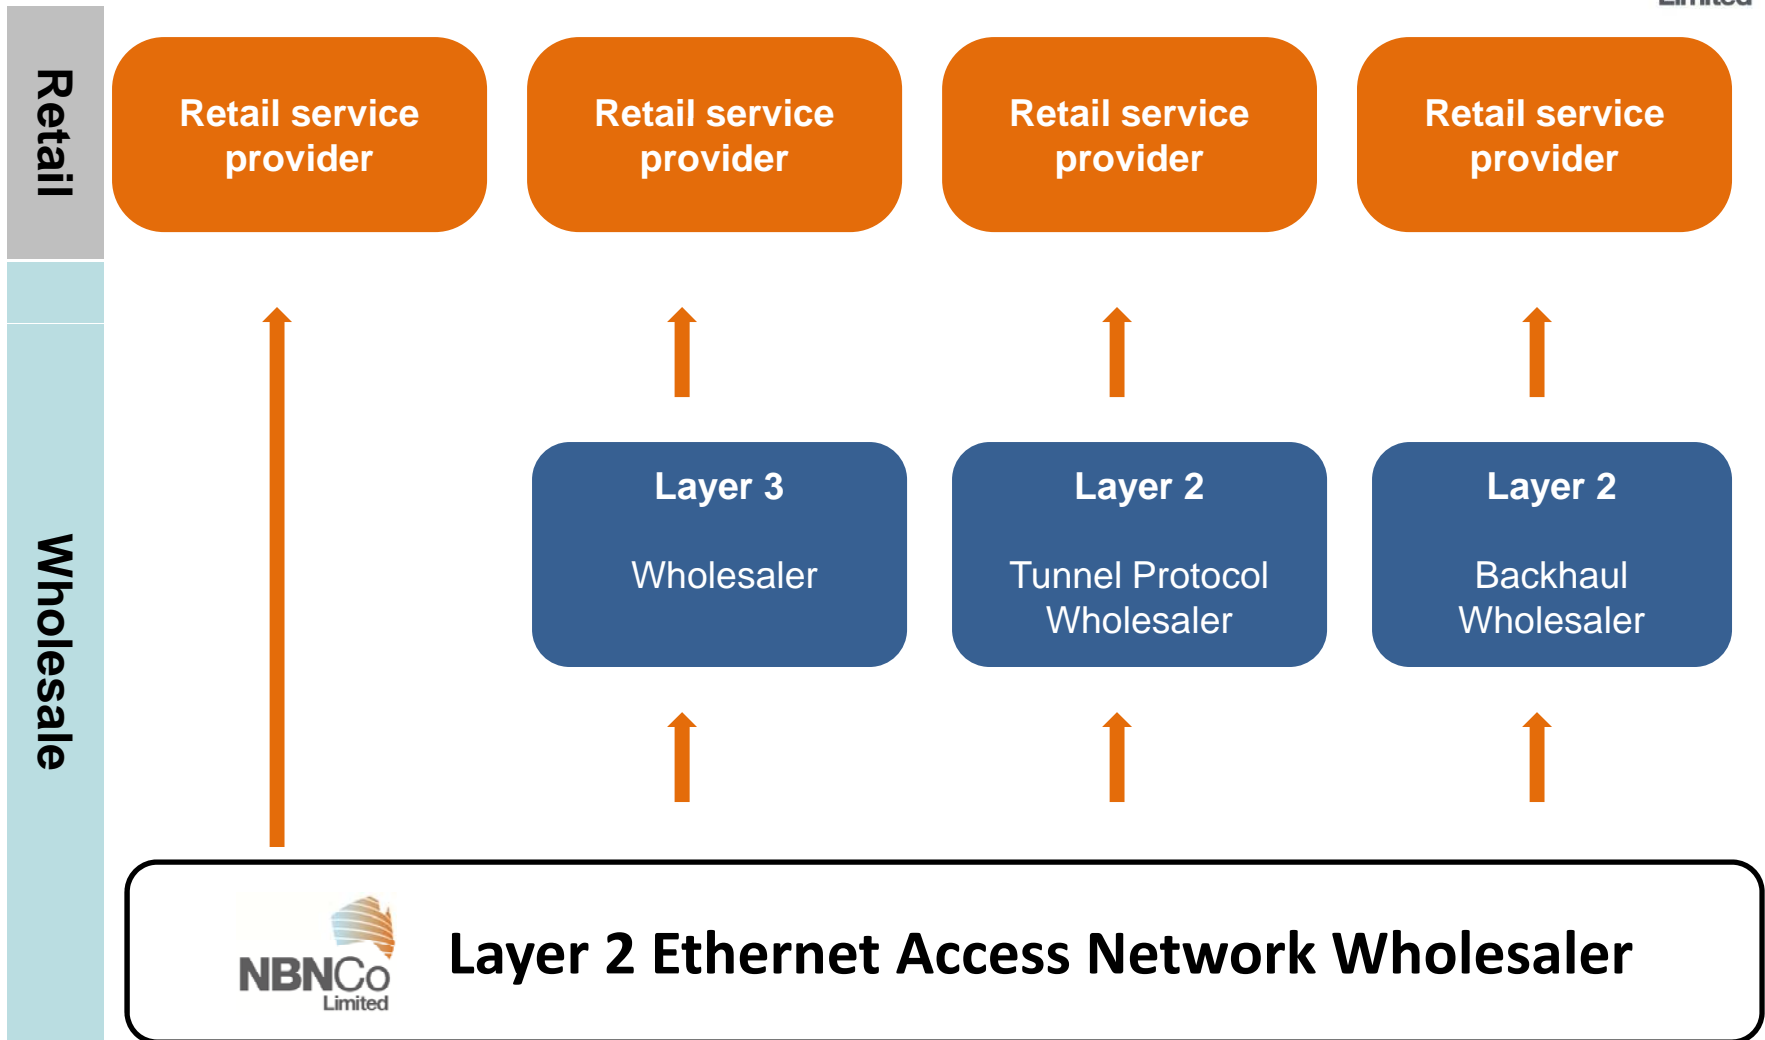 Limited
Retail
Retail service
provider
Retail service
provider
Retail service
provider
Retail service
provider
Wholesale
Layer 3
Wholesaler
Layer 2
Tunnel Protocol
Wholesaler
Layer 2
Backhaul
Wholesaler
NBNCo
Limited
Layer 2 Ethernet Access Network Wholesaler